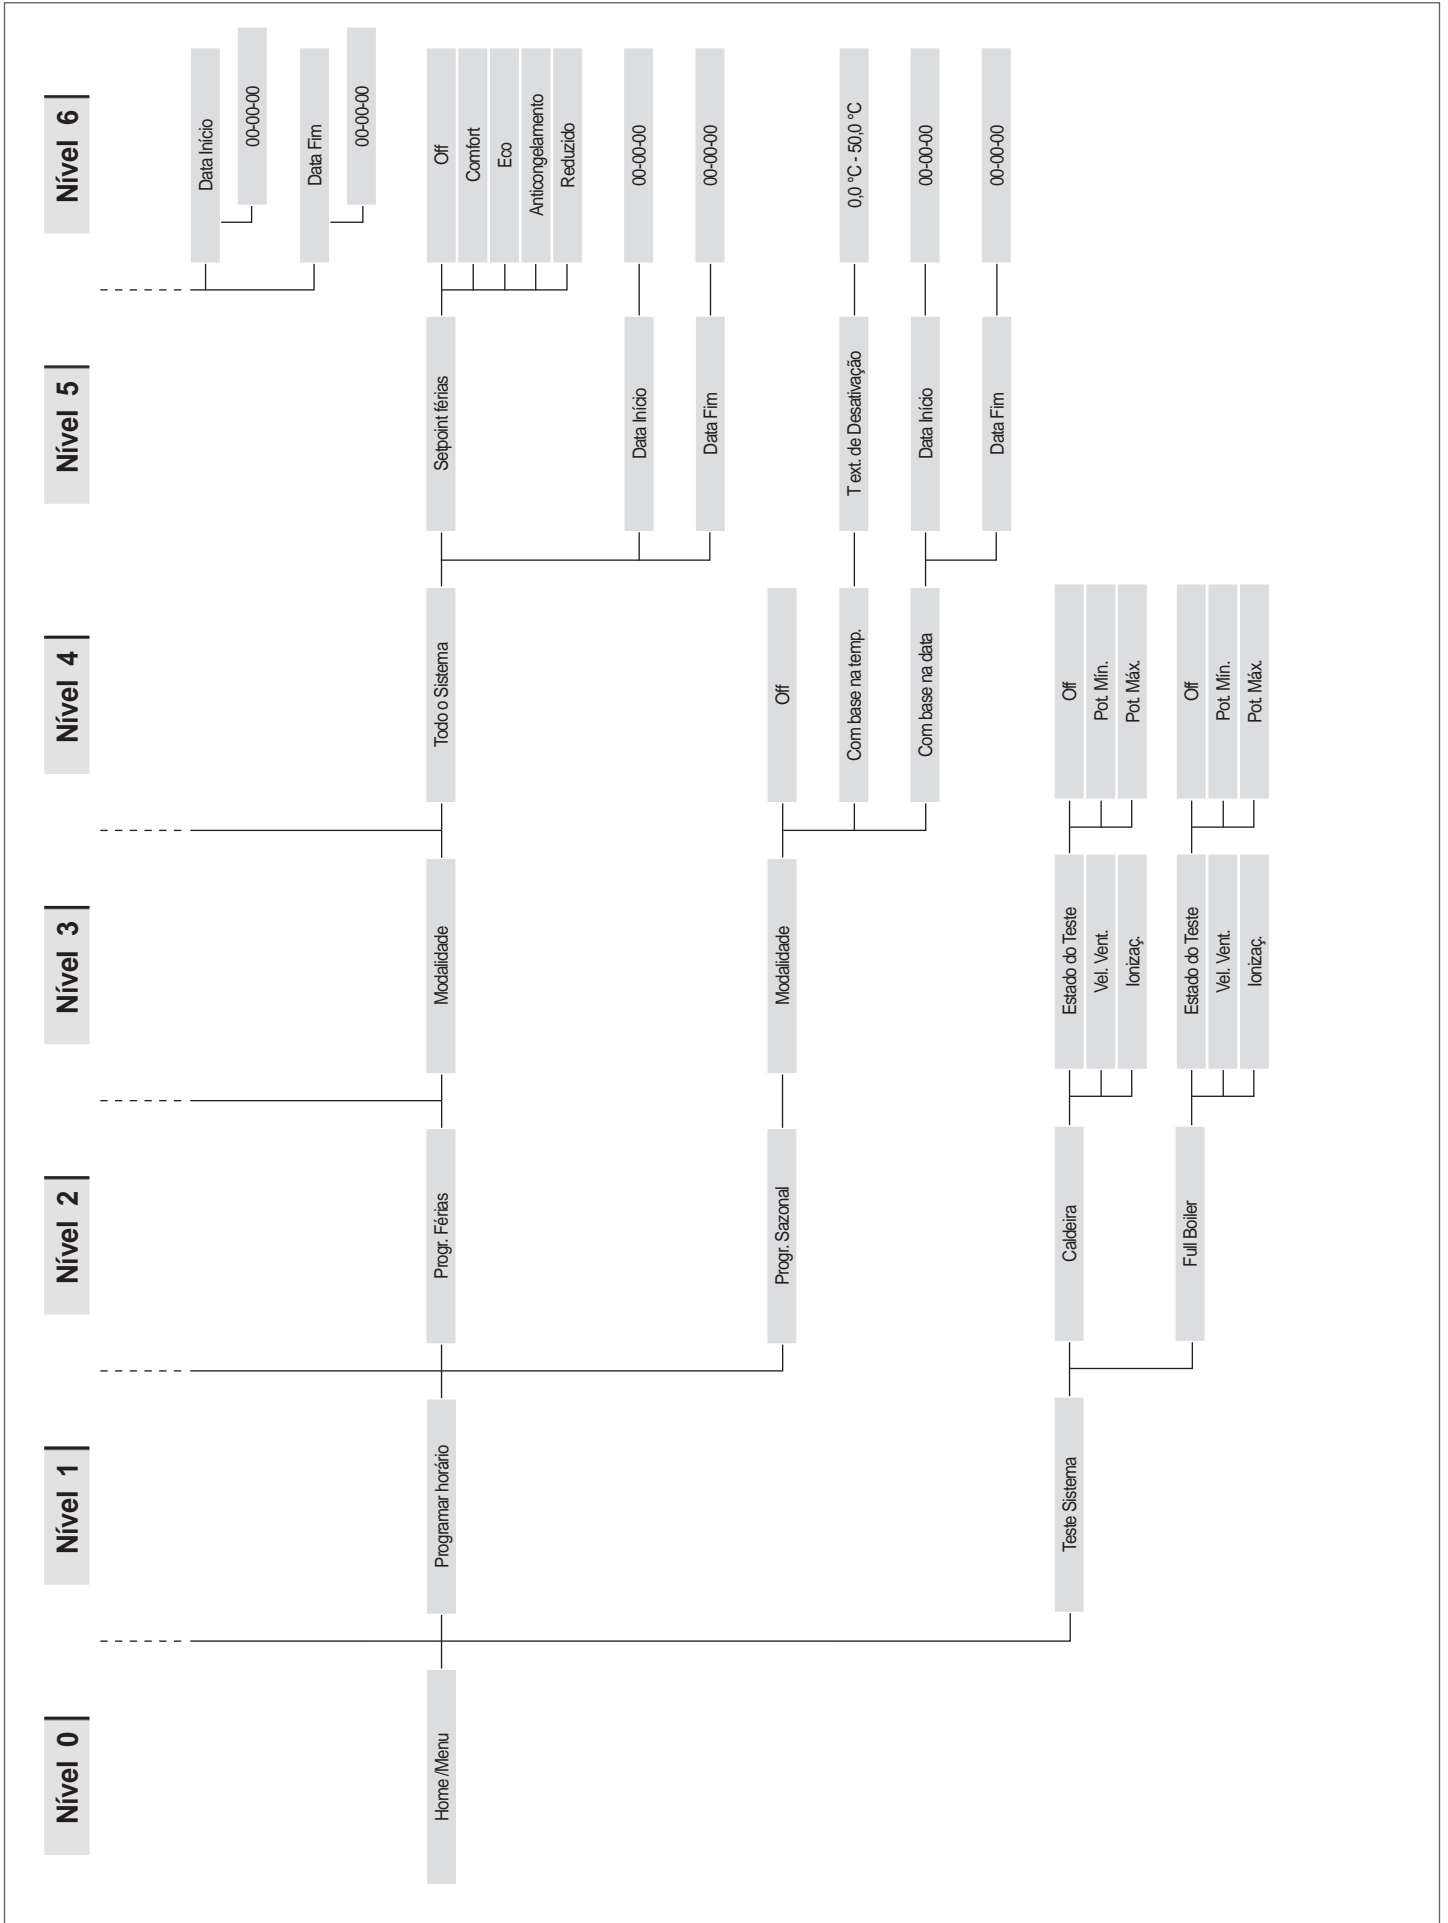 Nível 0
Nível 1
Nível 2
Nível 3
Nível 4
Nível 5
Nível 6
Data Início
00-00-00
Data Fim
00-00-00
Home /Menu
Programar horário
Progr. Férias
Modalidade
Todo o Sistema
Setpoint férias
Off
Comfort
Eco
Anticongelamento
Reduzido
Data Início
00-00-00
Data Fim
00-00-00
Progr. Sazonal
Modalidade
Off
Com base na temp.
T ext. de Desativação
0,0 °C - 50,0 °C
Com base na data
Data Início
00-00-00
Data Fim
00-00-00
Teste Sistema
Caldeira
Estado do Teste
Off
Vel. Vent.
Pot. Mín.
Ionizaç.
Pot. Máx.
Full Boiler
Estado do Teste
Off
Vel. Vent.
Pot. Mín.
Ionizaç.
Pot. Máx.